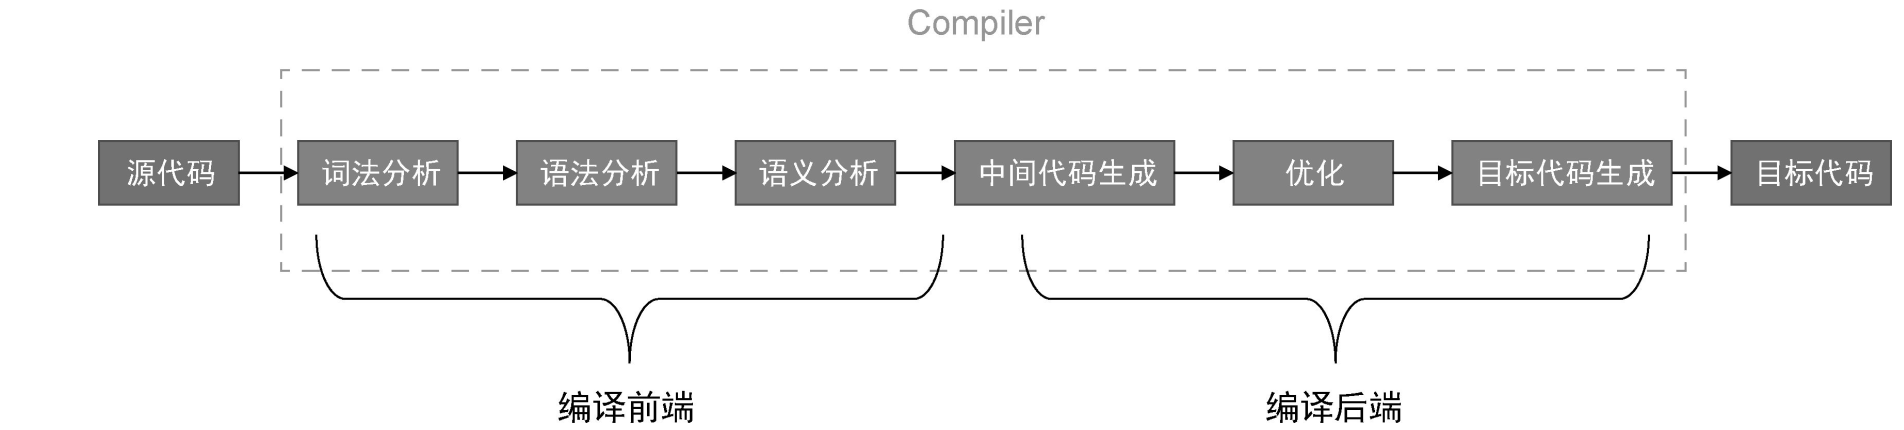 Compiler
源代码
词法分析
语法分析
语义分析
中间代码生成
优化
目标代码生成
目标代码
编译前端
编译后端